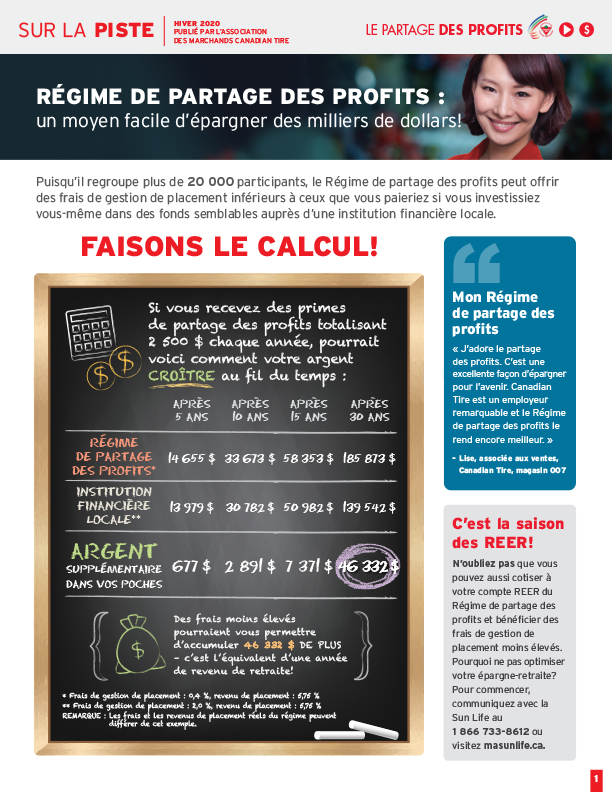 SUR LA PISTE
HIVER 2020
PUBLIÉ PAR L'ASSOCIATION
DES MARCHANDS CANADIAN TIRE
LE PARTAGE DES PROFITS
$
RÉGIME DE PARTAGE DES PROFITS :
un moyen facile d'épargner des milliers de dollars!
Puisqu'il regroupe plus de 20 000 participants, le Régime de partage des profits peut offrir
des frais de gestion de placement inférieurs à ceux que vous paieriez si vous investissiez
vous-même dans des fonds semblables auprès d'une institution financière locale.
FAISONS LE CALCUL!
Si vous recevez des primes
de partage des profits totalisant
2 500 $ chaque année, pourrait
voici comment votre argent
CROÎTRE au fil du temps :
APRÈS 5 ANS APRÈS 10 ANS APRÈS 15 ANS APRÈS 30 ANS
RÉGIME
DE PARTAGE
DES PROFITS*
14 655 $ 33 673 $ 58 353 $ 185 873 $
INSTITUTION
FINANCIÈRE
LOCALE**
13 979 $ 30 782 $ 50 982 $ 139 542 $
ARGENT
SUPPLÉMENTAIRE
DANS VOS POCHES
677 $ 2 891 $ 7 371 $ 46 332 $
Des frais moins élevés
pourraient vous permettre
d'accumuler 46 332 $ DE PLUS
– c'est l'équivalent d'une année
de revenu de retraite!
* Frais de gestion de placement : 0,4 %, revenu de placement : 5,75 %
** Frais de gestion de placement : 2,0 %, revenu de placement : 5,75 %
REMARQUE : Les frais et les revenus de placement réels du régime peuvent
différer de cet exemple.
Mon Régime
de partage des
profits
« J'adore le partage
des profits. C'est une
excellente façon d'épargner
pour l'avenir. Canadian
Tire est un employeur
remarquable et le Régime
de partage des profits le
rend encore meilleur. »
– Lise, associée aux ventes,
Canadian Tire, magasin 007
C'est la saison
des REER!
N'oubliez pas que vous
pouvez aussi cotiser à
votre compte REER du
Régime de partage des
profits et bénéficier des
frais de gestion de
placement moins élevés.
Pourquoi ne pas optimiser
votre épargne-retraite?
Pour commencer,
communiquez avec la
Sun Life au
1 866 733-8612 ou
visitez masunlife.ca.
1